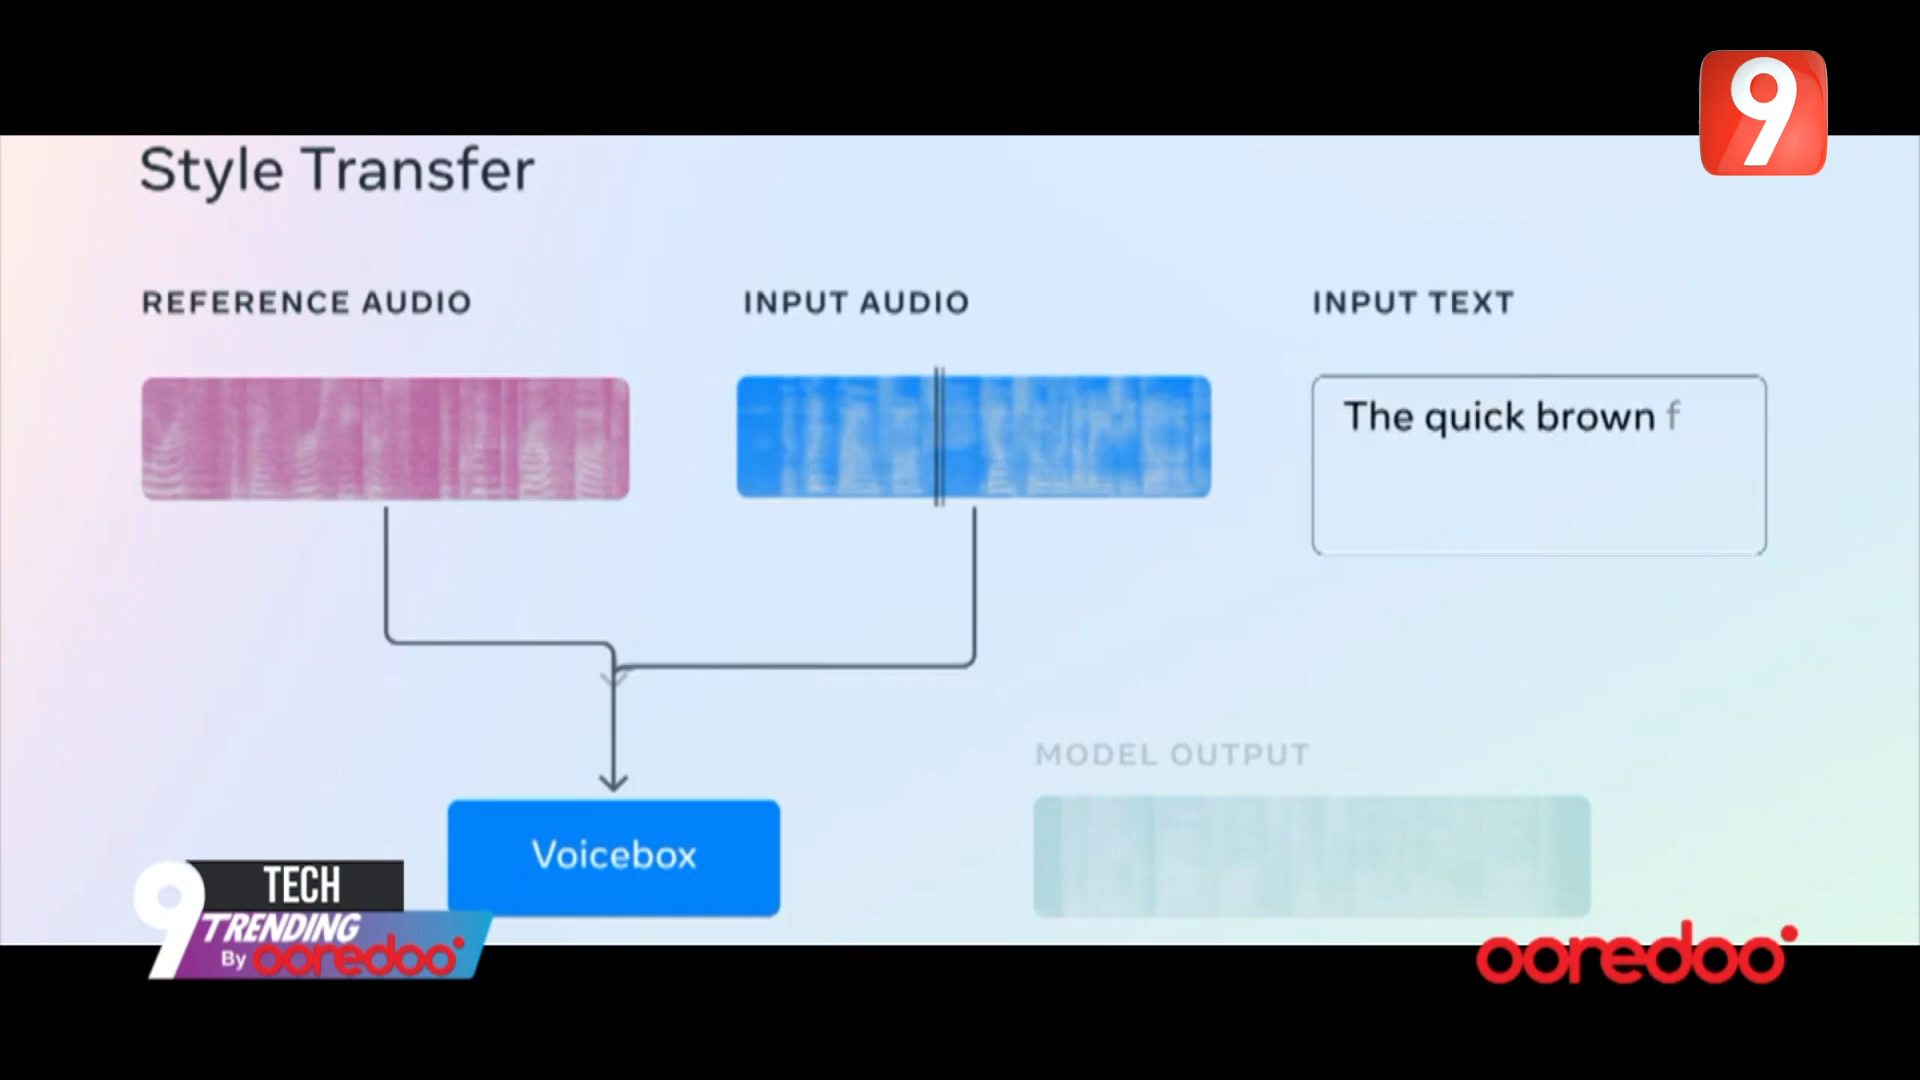 9
Style Transfer
REFERENCE AUDIO
INPUT AUDIO
INPUT TEXT
The quick brown f
MODEL OUTPUT
Voicebox
9
TECH
TRENDING
By ooredoo
ooredoo